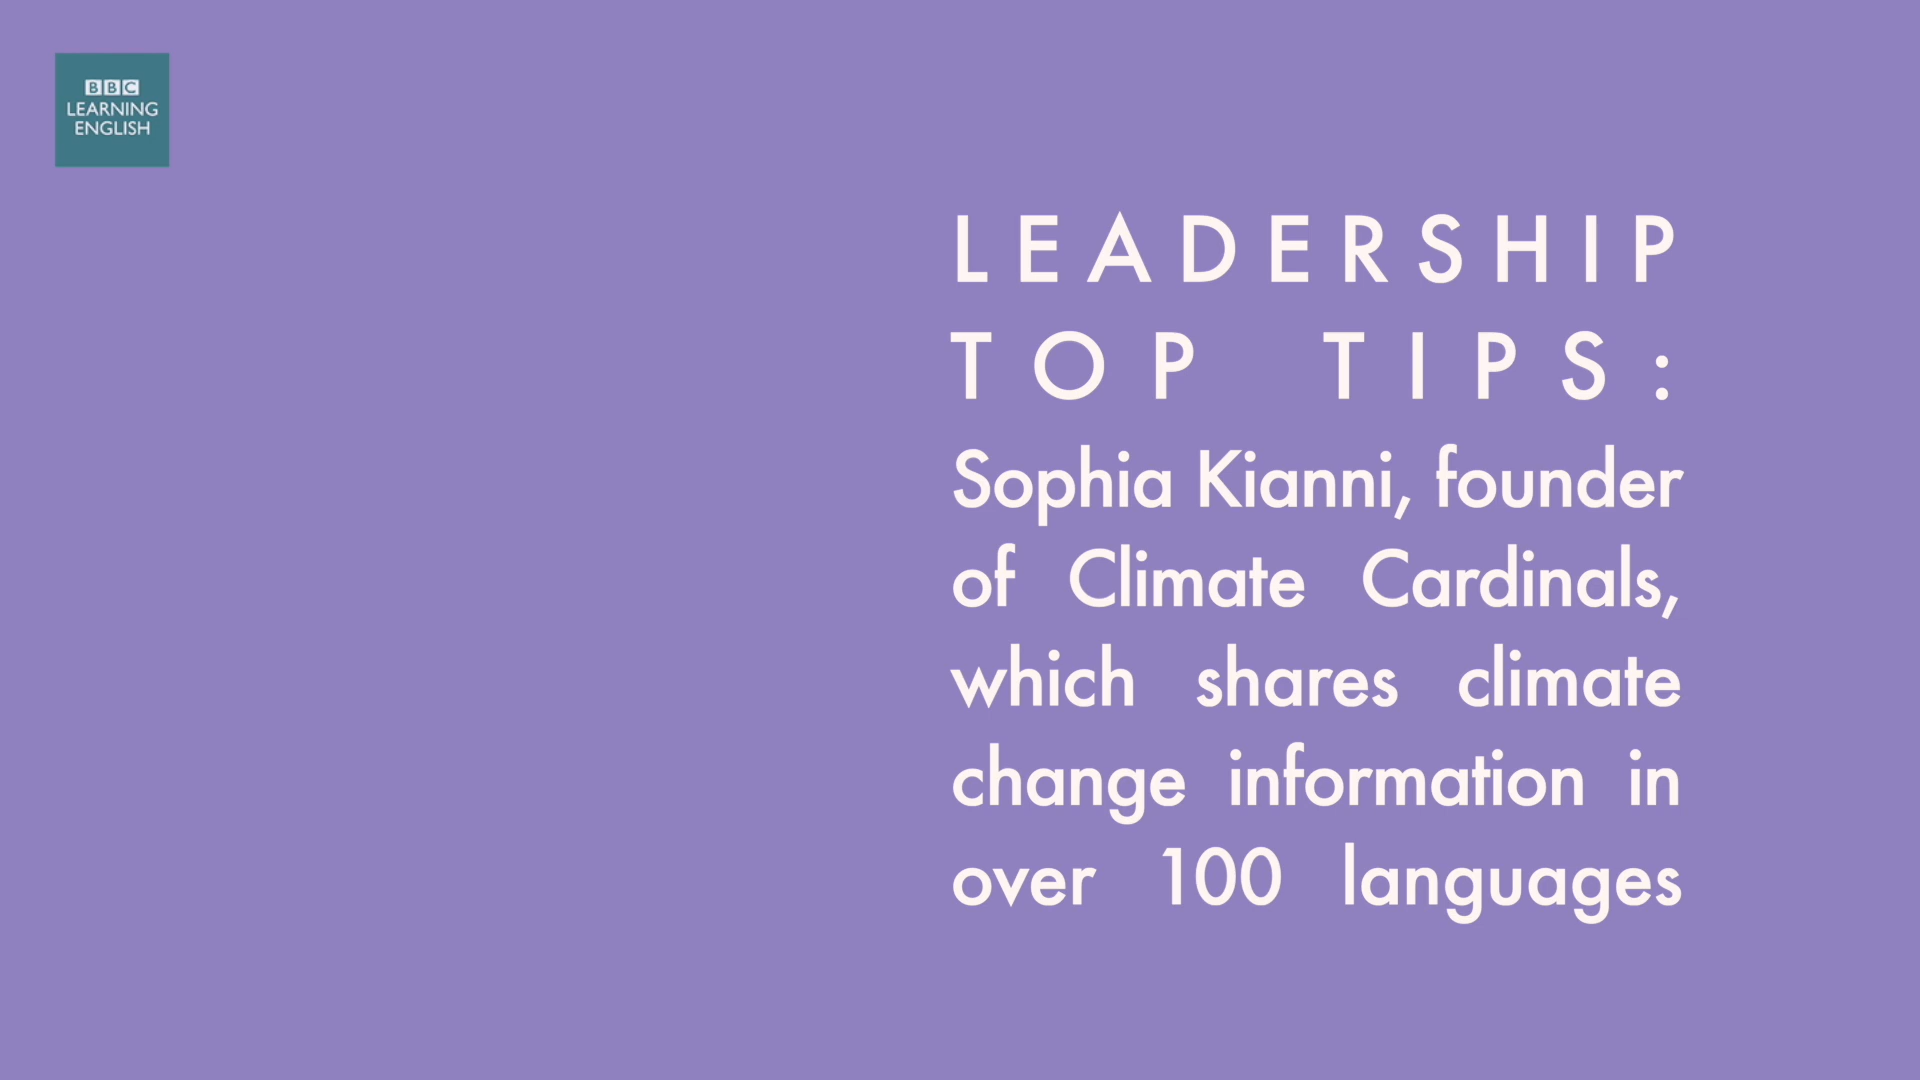 BBC
LEARNING
ENGLISH
LEADERSHIP
TOP TIPS:
Sophia Kianni, founder
of Climate Cardinals,
which shares climate
change information in
over 100 languages